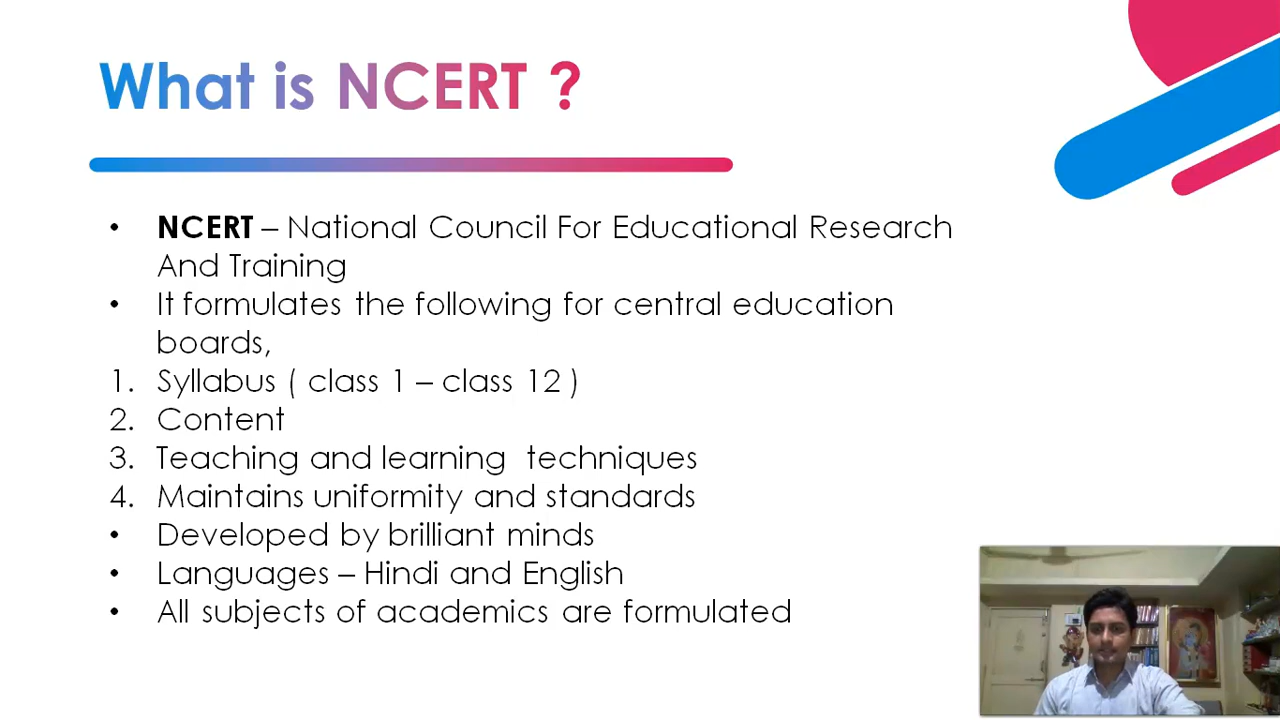 What is NCERT ?
• NCERT – National Council For Educational Research
And Training
• It formulates the following for central education
boards,
1. Syllabus ( class 1 – class 12 )
2. Content
3. Teaching and learning  techniques
4. Maintains uniformity and standards
• Developed by brilliant minds
• Languages – Hindi and English
• All subjects of academics are formulated